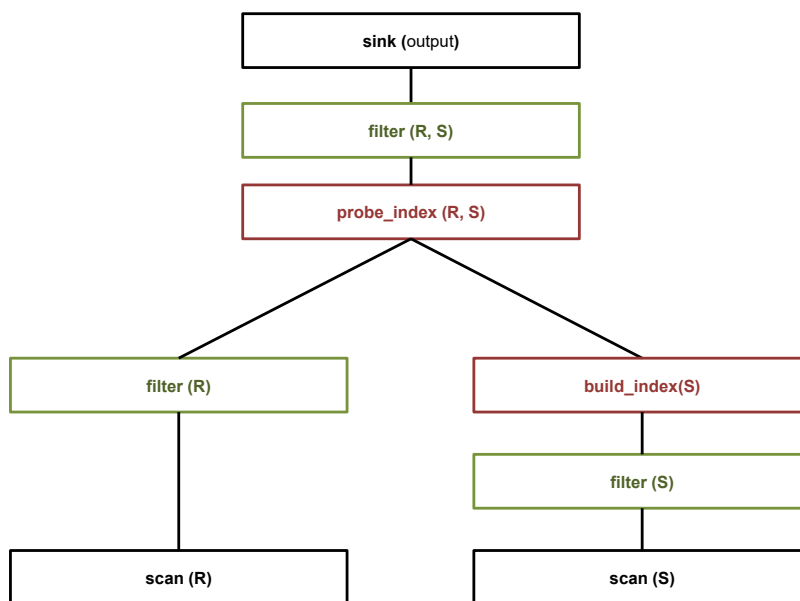 sink (output)
filter (R, S)
probe_index (R, S)
filter (R)
build_index(S)
filter (S)
scan (R)
scan (S)